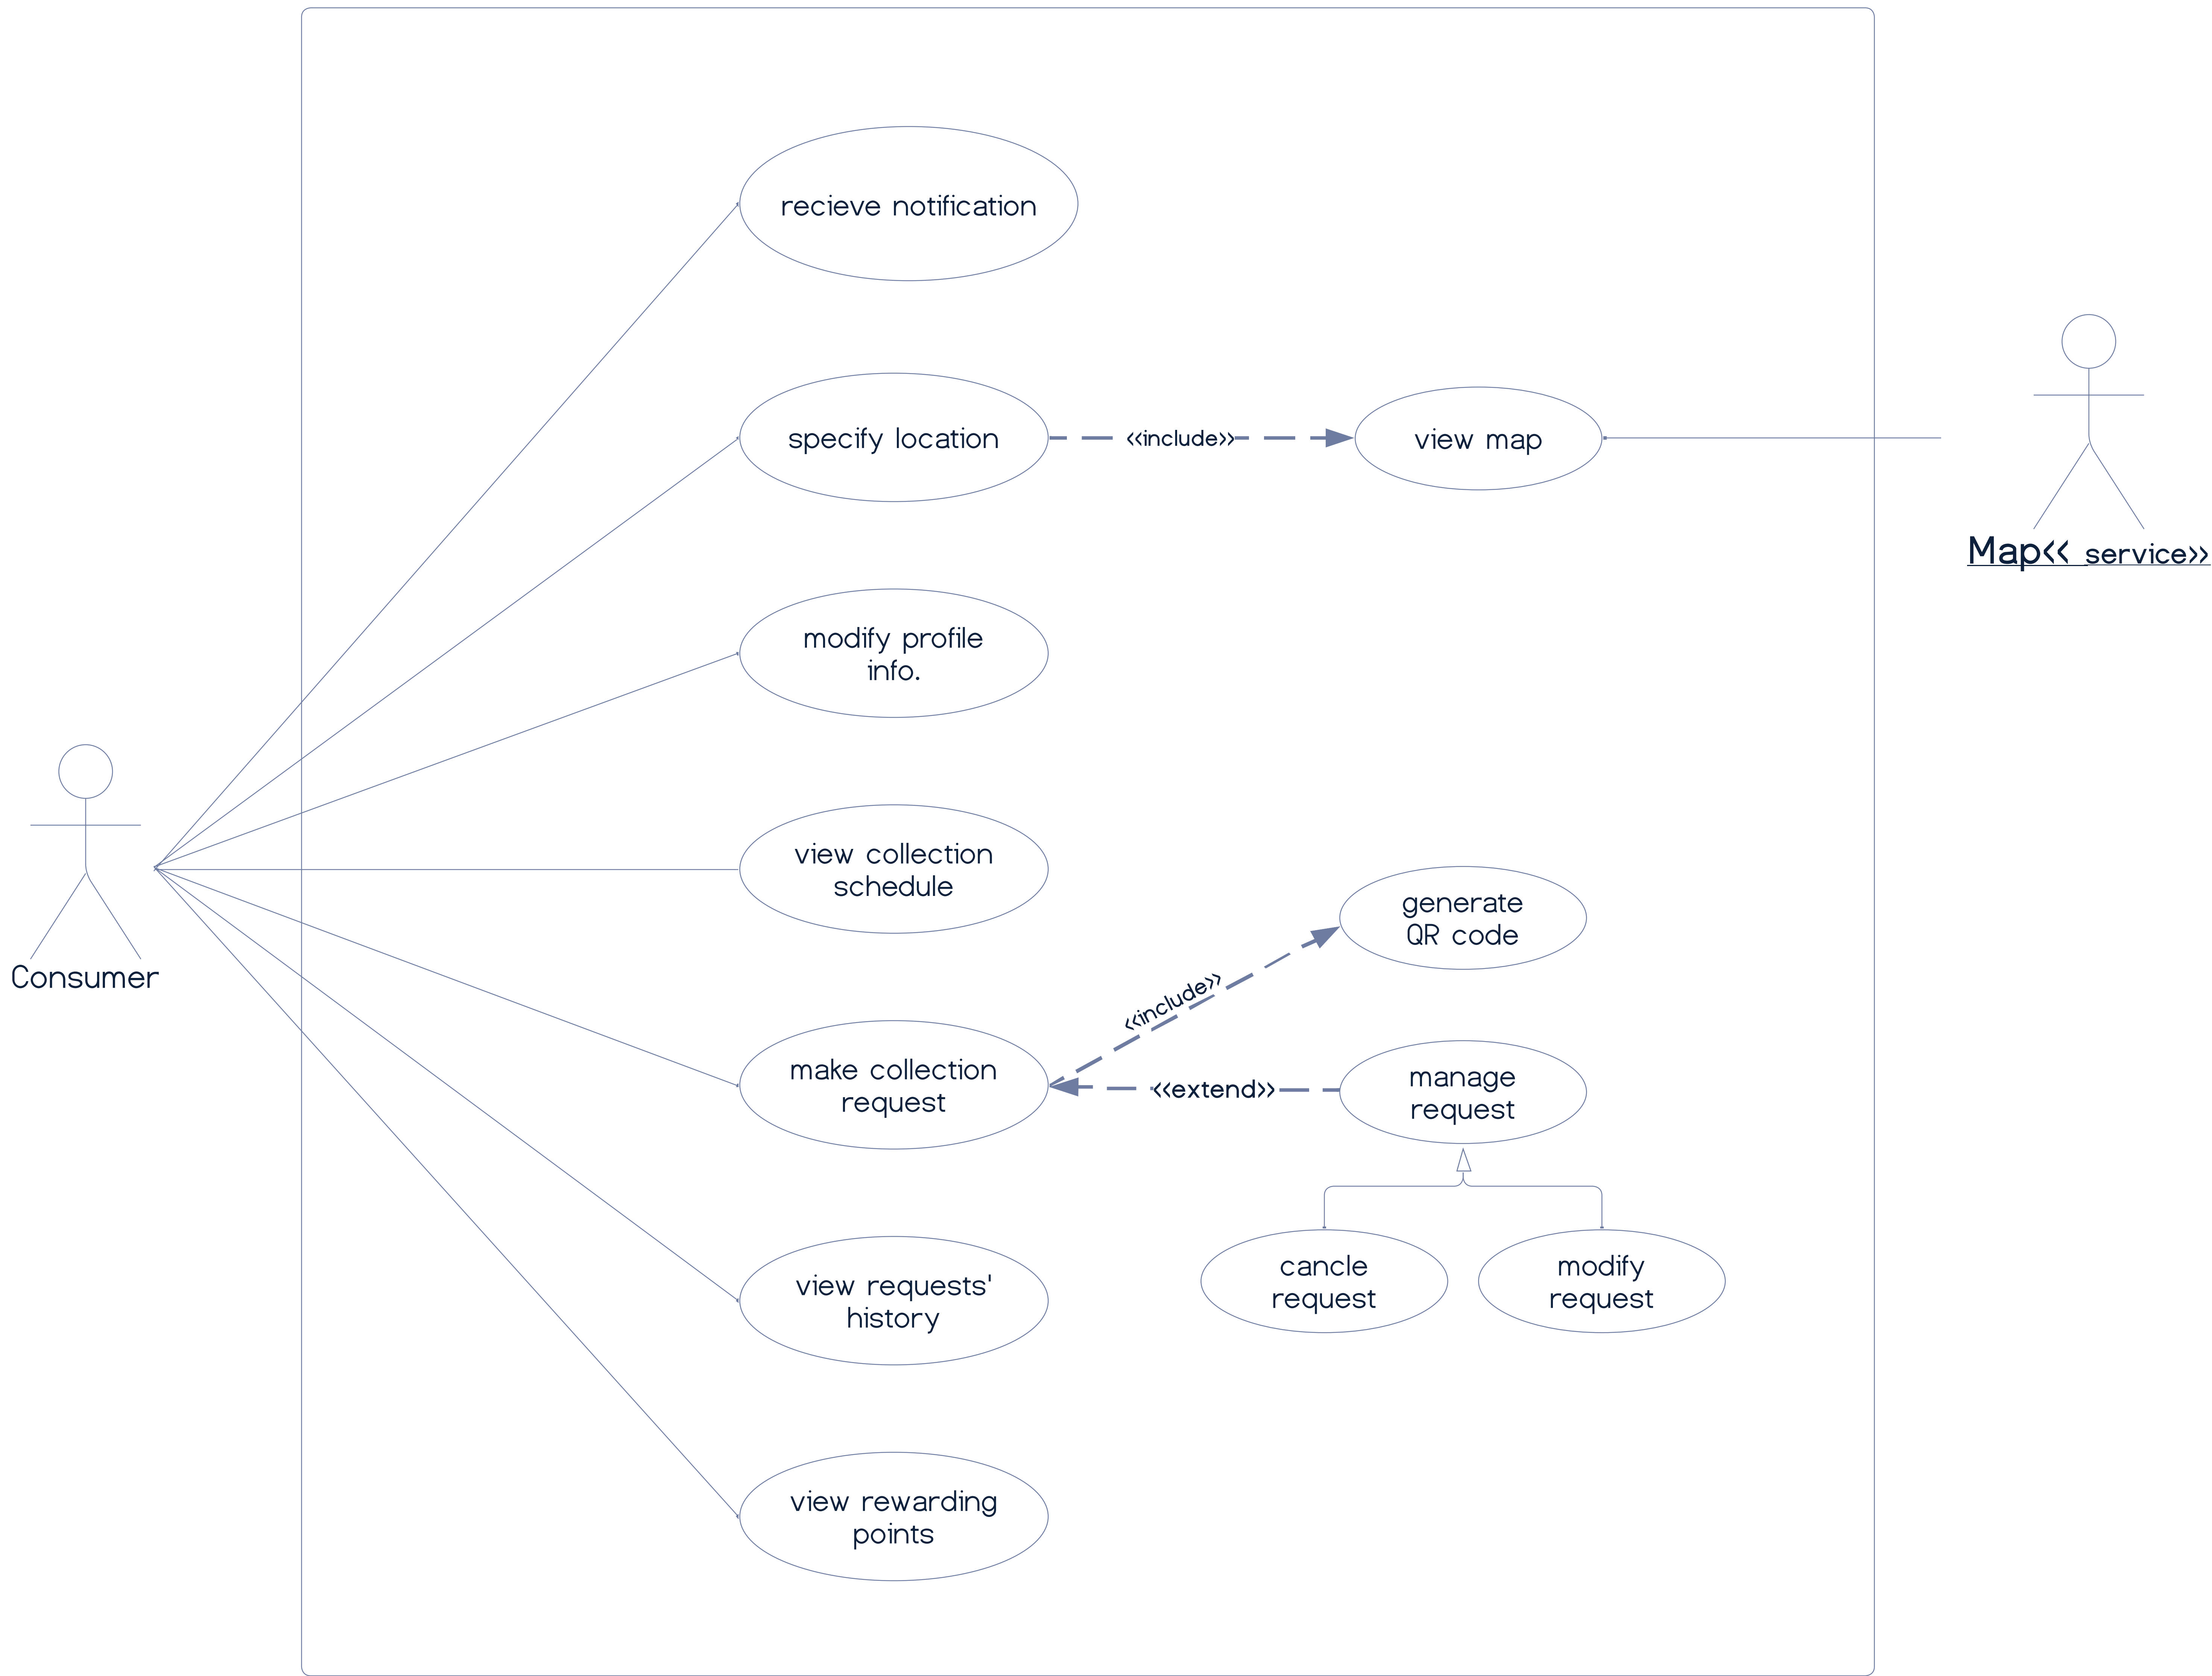 recieve notification
specify location
<<include>>
view map
Map<< service>>
modify profile
info.
view collection
schedule
Consumer
generate
QR code
<<include>>
make collection
request
<<extend>>
manage
request
cancle
request
modify
request
view requests'
history
view rewarding
points